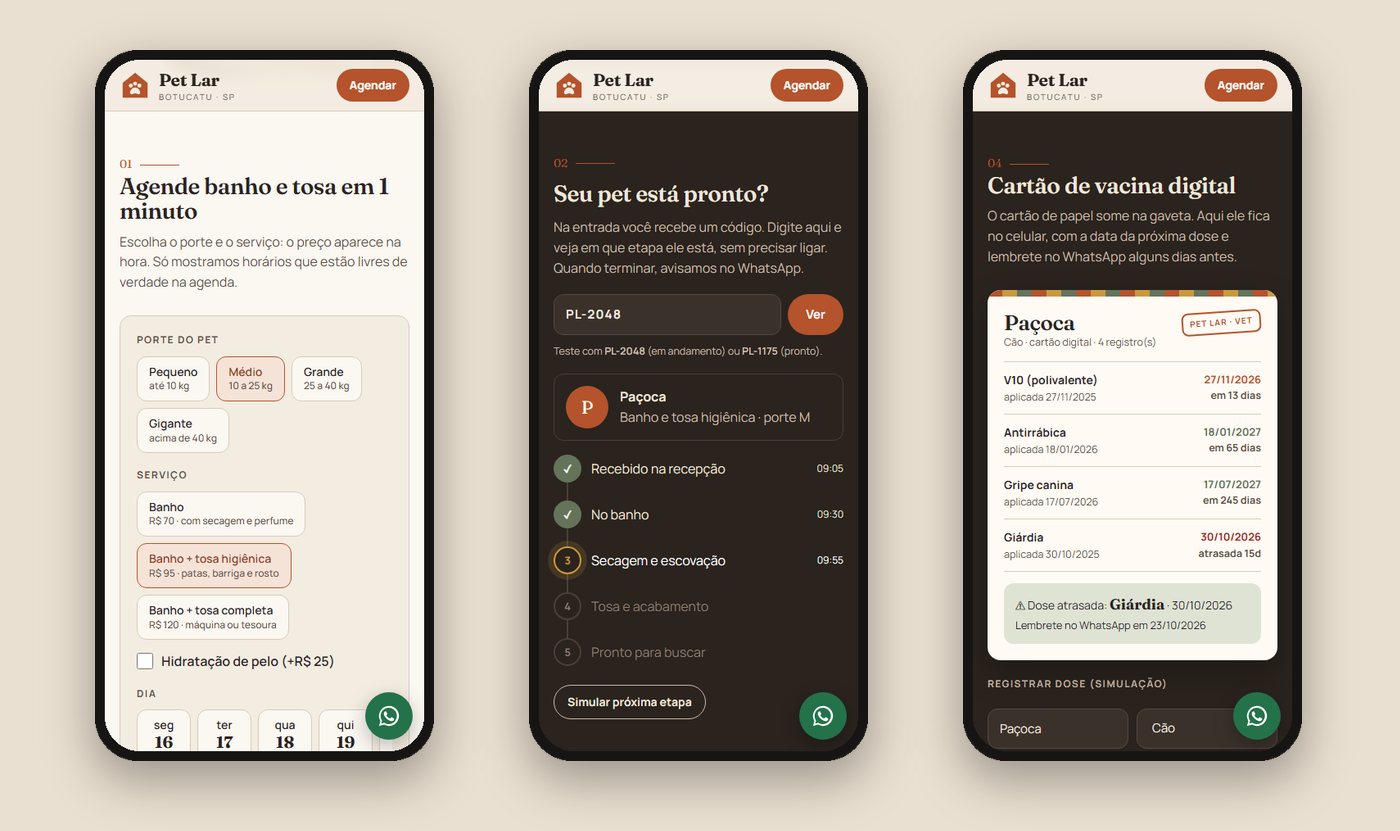 Pet Lar
BOTUCATU · SP
Agendar
01
Agende banho e tosa em 1
minuto
Escolha o porte e o serviço: o preço aparece na
hora. Só mostramos horários que estão livres de
verdade na agenda.
PORTE DO PET
Pequeno
até 10 kg
Médio
10 a 25 kg
Grande
25 a 40 kg
Gigante
acima de 40 kg
SERVIÇO
Banho
R$ 70 · com secagem e perfume
Banho + tosa higiênica
R$ 95 · patas, barriga e rosto
Banho + tosa completa
R$ 120 · máquina ou tesoura
Hidratação de pelo (+R$ 25)
DIA
seg
16
ter
17
qua
18
qui
19
Pet Lar
BOTUCATU · SP
Agendar
02
Seu pet está pronto?
Na entrada você recebe um código. Digite aqui e
veja em que etapa ele está, sem precisar ligar.
Quando terminar, avisamos no WhatsApp.
PL-2048
Ver
Teste com PL-2048 (em andamento) ou PL-1175 (pronto).
P
Paçoca
Banho e tosa higiênica · porte M
✓ Recebido na recepção 09:05
✓ No banho 09:30
3 Secagem e escovação 09:55
4 Tosa e acabamento
5 Pronto para buscar
Simular próxima etapa
Pet Lar
BOTUCATU · SP
Agendar
04
Cartão de vacina digital
O cartão de papel some na gaveta. Aqui ele fica
no celular, com a data da próxima dose e
lembrete no WhatsApp alguns dias antes.
Paçoca
Cão · cartão digital · 4 registro(s)
PET LAR · VET
V10 (polivalente) 27/11/2026
aplicada 27/11/2025 em 13 dias
Antirrábica 18/01/2027
aplicada 18/01/2026 em 65 dias
Gripe canina 17/07/2027
aplicada 17/07/2026 em 245 dias
Giárdia 30/10/2026
aplicada 30/10/2025 atrasada 15d
⚠ Dose atrasada: Giárdia · 30/10/2026
Lembrete no WhatsApp em 23/10/2026
REGISTRAR DOSE (SIMULAÇÃO)
Paçoca
Cão